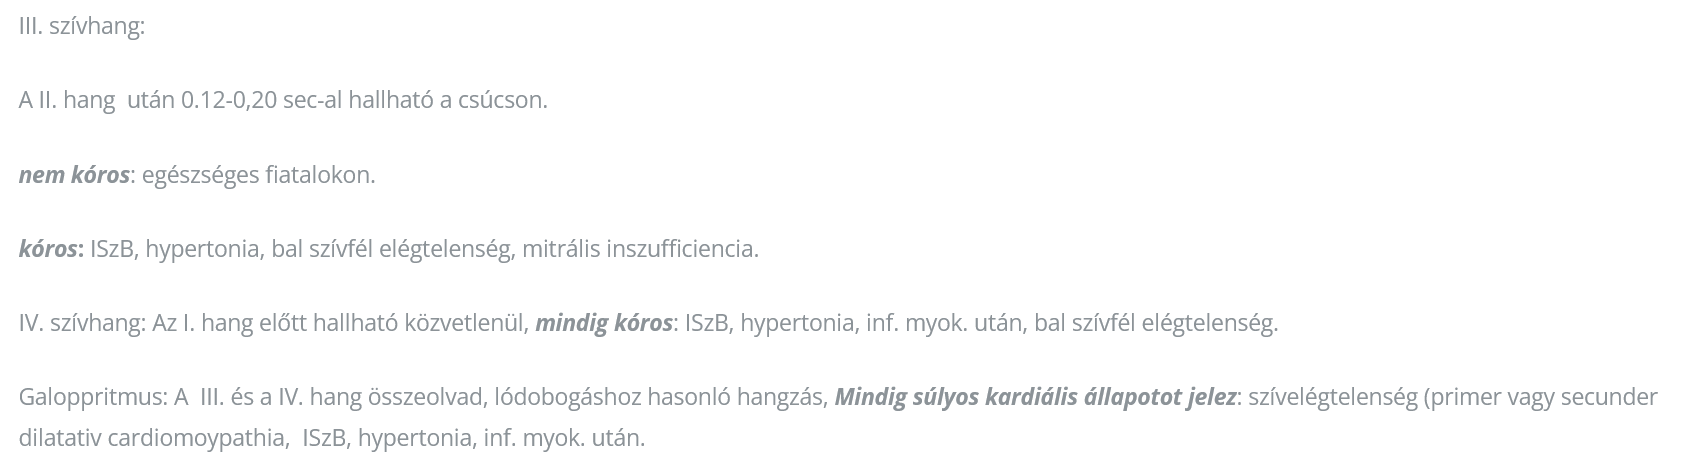 III. szívhang:
A II. hang  után 0.12-0,20 sec-al hallható a csúcson.
nem kóros: egészséges fiatalokon.
kóros: ISzB, hypertonia, bal szívfél elégtelenség, mitrális inszufficiencia.
IV. szívhang: Az I. hang előtt hallható közvetlenül, mindig kóros: ISzB, hypertonia, inf. myok. után, bal szívfél elégtelenség.
Galoppritmus: A  III. és a IV. hang összeolvad, lódobogáshoz hasonló hangzás, Mindig súlyos kardiális állapotot jelez: szívelégtelenség (primer vagy secunder
dilatativ cardiomoypathia,  ISzB, hypertonia, inf. myok. után.